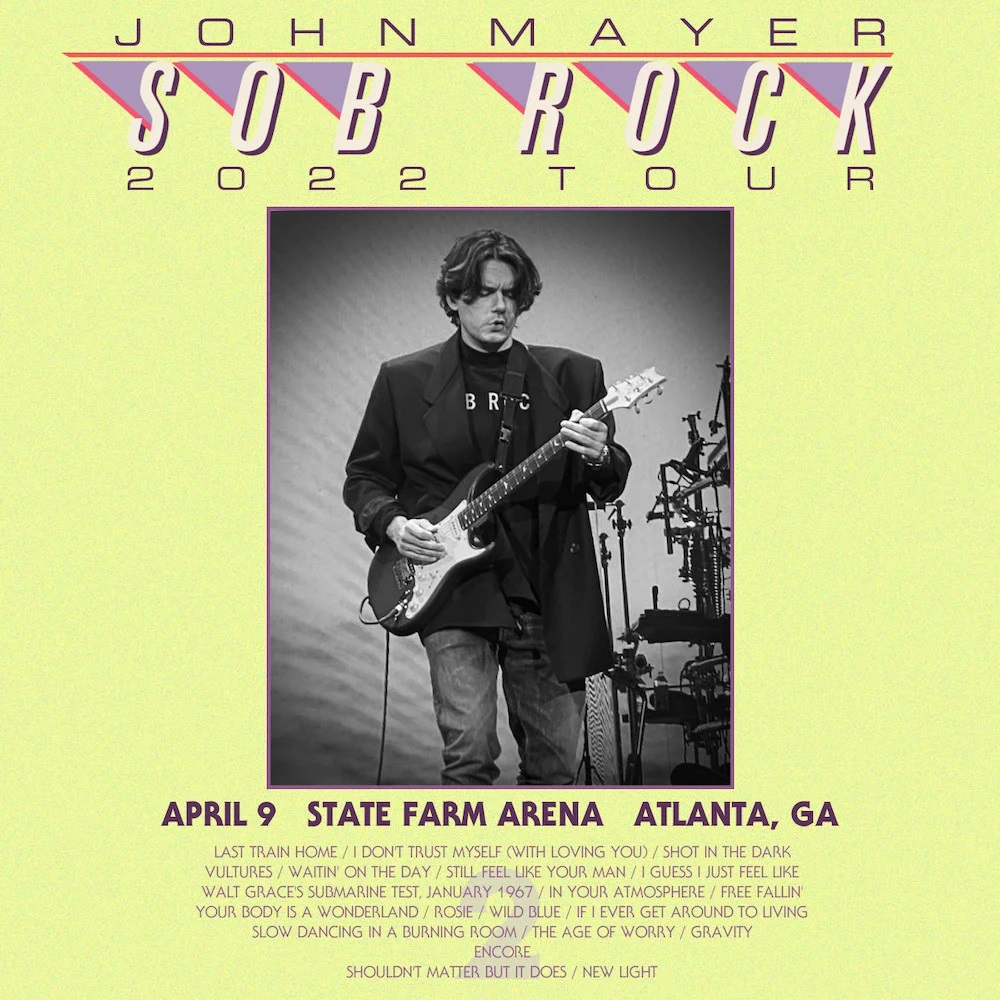 JOHN MAYER
SOB ROCK
2022 TOUR
B R C
APRIL 9 STATE FARM ARENA ATLANTA, GA
LAST TRAIN HOME / I DON'T TRUST MYSELF (WITH LOVING YOU) / SHOT IN THE DARK
VULTURES / WAITIN' ON THE DAY / STILL FEEL LIKE YOUR MAN / I GUESS I JUST FEEL LIKE
WALT GRACE'S SUBMARINE TEST, JANUARY 1967 / IN YOUR ATMOSPHERE / FREE FALLIN'
YOUR BODY IS A WONDERLAND / ROSIE / WILD BLUE / IF I EVER GET AROUND TO LIVING
SLOW DANCING IN A BURNING ROOM / THE AGE OF WORRY / GRAVITY
ENCORE
SHOULDN'T MATTER BUT IT DOES / NEW LIGHT
2